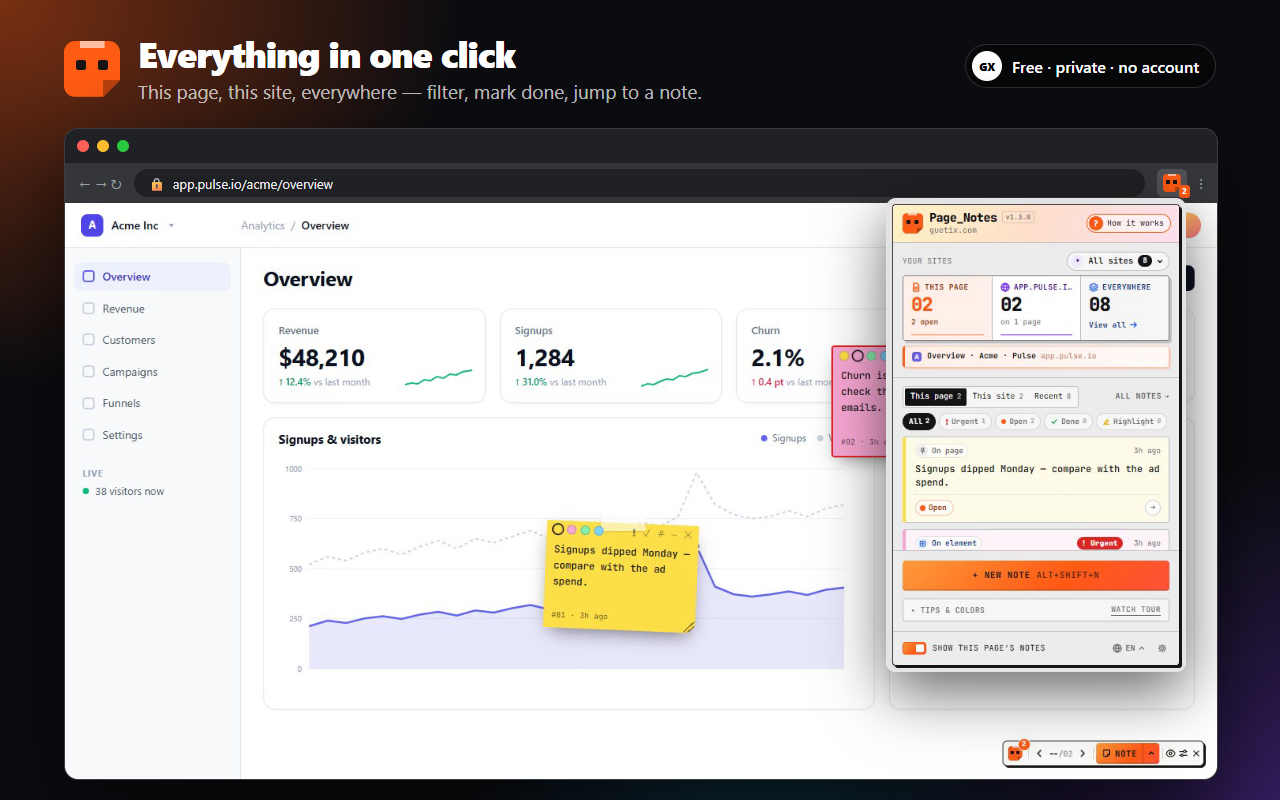 Everything in one click
This page, this site, everywhere — filter, mark done, jump to a note.
GX Free · private · no account
app.pulse.io/acme/overview
2
A Acme Inc
Analytics / Overview
Overview
Revenue
Customers
Campaigns
Funnels
Settings
LIVE
38 visitors now
Overview
Revenue
$48,210
↑ 12.4% vs last month
Signups
1,284
↑ 31.0% vs last month
Churn
2.1%
↑ 0.4 pt vs last mon
Signups & visitors
Signups
1000
750
500
250
0
Churn is
check th
emails.
#02 · 3h a
! ✓ # – ×
Signups dipped Monday —
compare with the ad
spend.
#01 · 3h ago
Page_Notes v1.3.0
guetix.com
? How it works
YOUR SITES
All sites 8
THIS PAGE
02
2 open
APP.PULSE.I…
02
on 1 page
EVERYWHERE
08
View all →
A Overview · Acme · Pulse app.pulse.io
This page 2 This site 2 Recent 8
ALL NOTES →
All 2 ! Urgent 1 Open 2 ✓ Done 0 Highlight 0
On page 3h ago
Signups dipped Monday — compare with the ad
spend.
Open →
On element ! Urgent 3h ago
+ NEW NOTE ALT+SHIFT+N
▸ TIPS & COLORS WATCH TOUR
SHOW THIS PAGE'S NOTES EN
2 --/02 NOTE